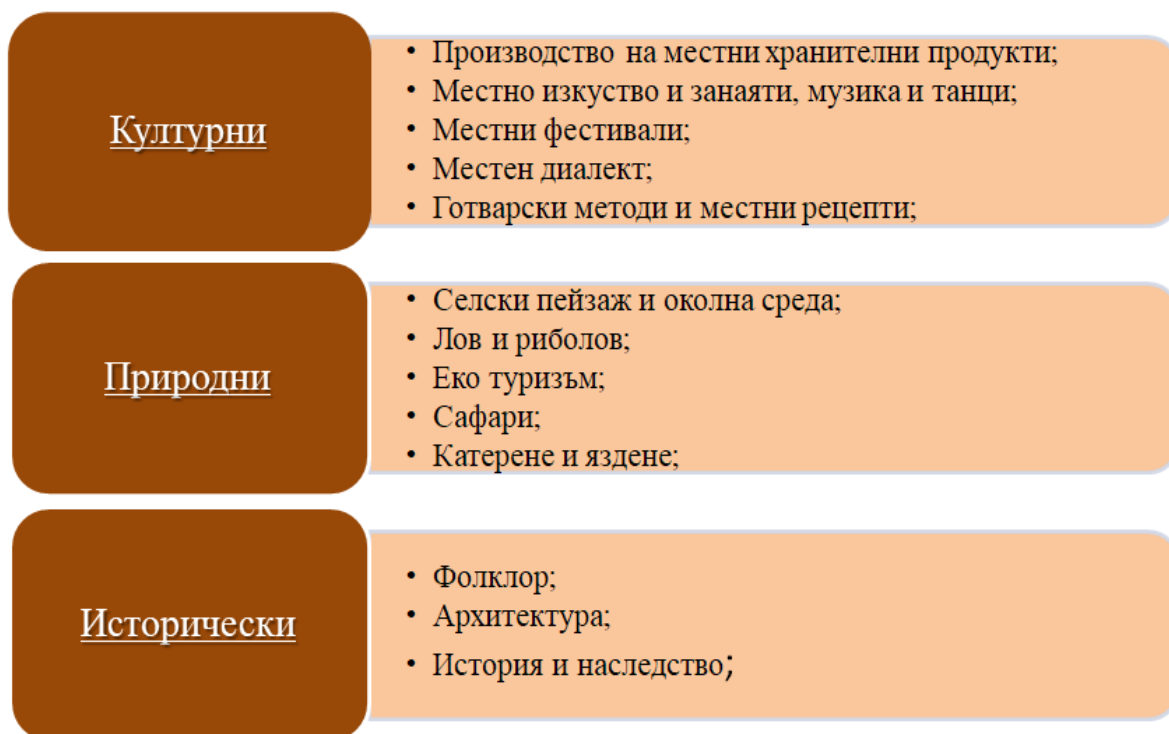 Културни
• Производство на местни хранителни продукти;
• Местно изкуство и занаяти, музика и танци;
• Местни фестивали;
• Местен диалект;
• Готварски методи и местни рецепти;
Природни
• Селски пейзаж и околна среда;
• Лов и риболов;
• Еко туризъм;
• Сафари;
• Катерене и яздене;
Исторически
• Фолклор;
• Архитектура;
• История и наследство;